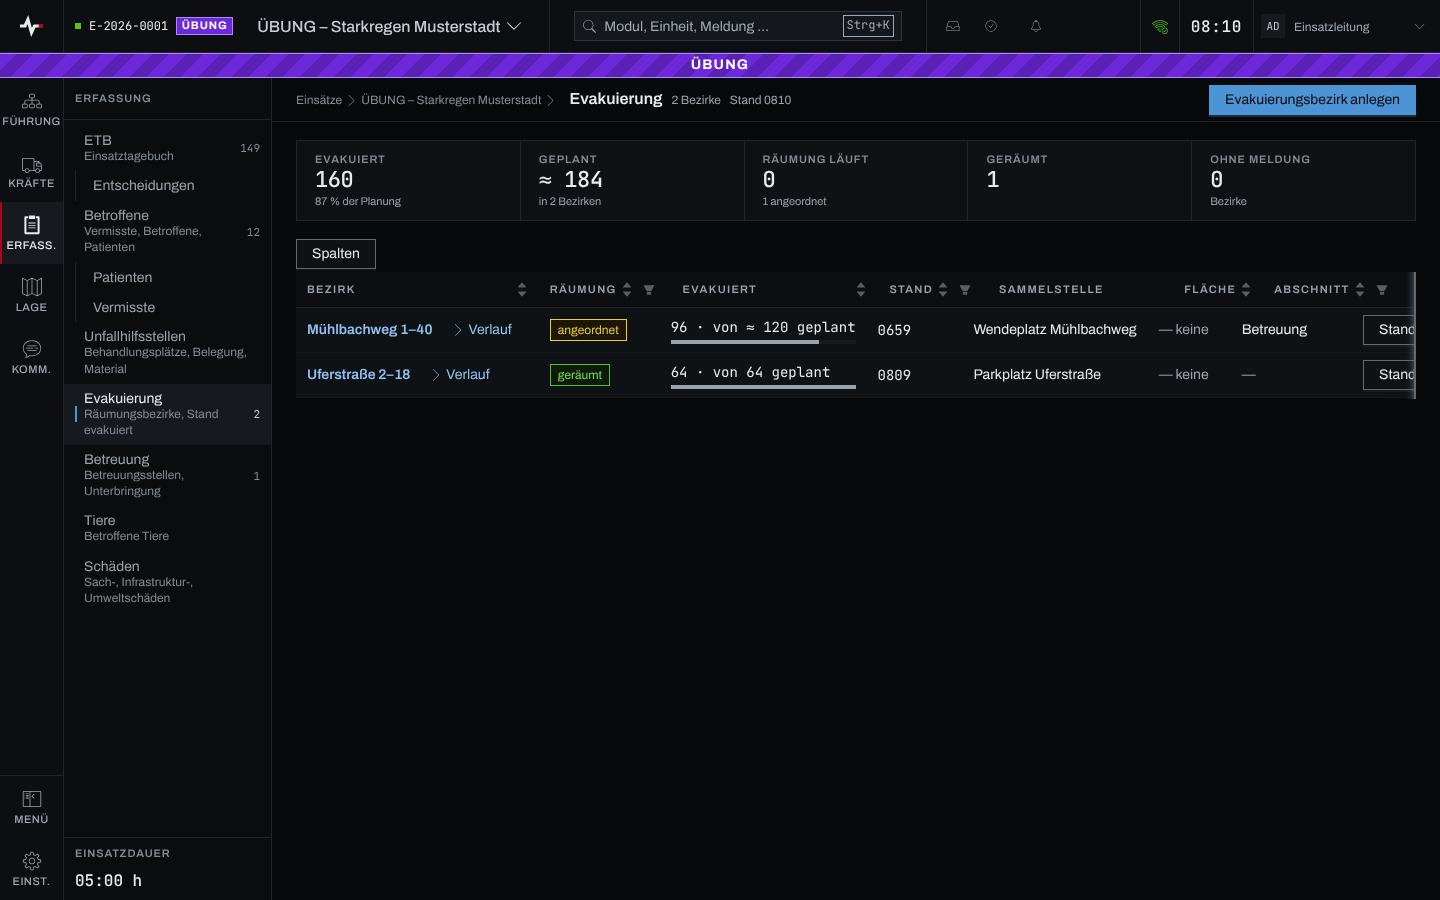 E-2026-0001 ÜBUNG ÜBUNG – Starkregen Musterstadt Modul, Einheit, Meldung ... Strg+K 08:10 AD Einsatzleitung
ÜBUNG
FÜHRUNG
KRÄFTE
ERFASS.
LAGE
KOMM.
MENÜ
EINST.
ERFASSUNG
ETB
Einsatztagebuch
149
Entscheidungen
Betroffene
Vermisste, Betroffene,
Patienten
12
Patienten
Vermisste
Unfallhilfsstellen
Behandlungsplätze, Belegung,
Material
Evakuierung
Räumungsbezirke, Stand
evakuiert
2
Betreuung
Betreuungsstellen,
Unterbringung
1
Tiere
Betroffene Tiere
Schäden
Sach-, Infrastruktur-,
Umweltschäden
EINSATZDAUER
05:00 h
Einsätze ÜBUNG – Starkregen Musterstadt Evakuierung 2 Bezirke Stand 0810 Evakuierungsbezirk anlegen
EVAKUIERT
160
87 % der Planung
GEPLANT
≈ 184
in 2 Bezirken
RÄUMUNG LÄUFT
0
1 angeordnet
GERÄUMT
1
OHNE MELDUNG
0
Bezirke
Spalten
BEZIRK RÄUMUNG EVAKUIERT STAND SAMMELSTELLE FLÄCHE ABSCHNITT
Mühlbachweg 1–40 Verlauf angeordnet 96 · von ≈ 120 geplant 0659 Wendeplatz Mühlbachweg — keine Betreuung Stand
Uferstraße 2–18 Verlauf geräumt 64 · von 64 geplant 0809 Parkplatz Uferstraße — keine — Stand